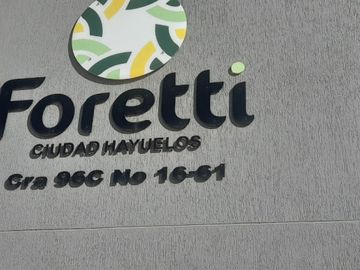 Foretti
CIUDAD HAYUELOS
Cra 96C No 16-61